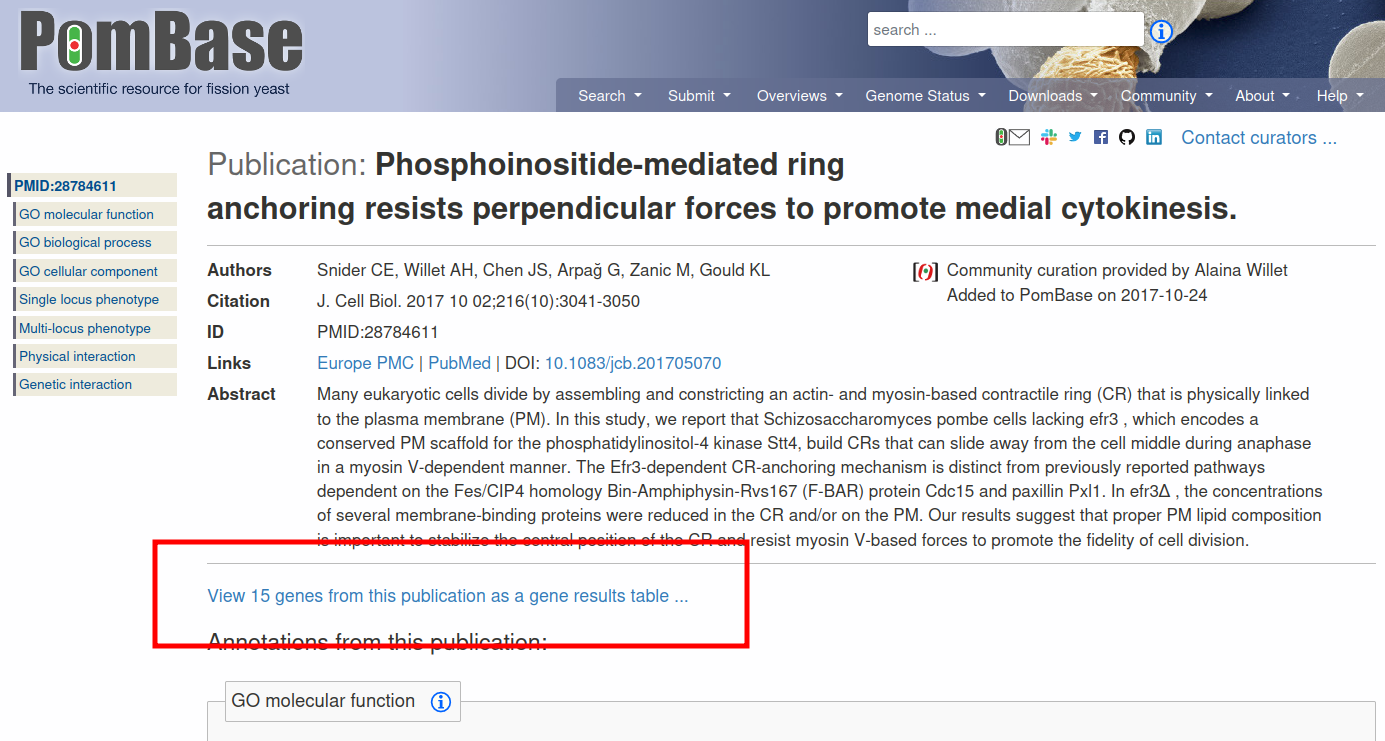 PomBase
The scientific resource for fission yeast
search ...
Search
Submit
Overviews
Genome Status
Downloads
Community
About
Help
Contact curators ...
PMID:28784611
GO molecular function
GO biological process
GO cellular component
Single locus phenotype
Multi-locus phenotype
Physical interaction
Genetic interaction
Publication: Phosphoinositide-mediated ring
anchoring resists perpendicular forces to promote medial cytokinesis.
Authors Snider CE, Willet AH, Chen JS, Arpağ G, Zanic M, Gould KL
Citation J. Cell Biol. 2017 10 02;216(10):3041-3050
ID PMID:28784611
Links Europe PMC | PubMed | DOI: 10.1083/jcb.201705070
Community curation provided by Alaina Willet
Added to PomBase on 2017-10-24
Abstract Many eukaryotic cells divide by assembling and constricting an actin- and myosin-based contractile ring (CR) that is physically linked
to the plasma membrane (PM). In this study, we report that Schizosaccharomyces pombe cells lacking efr3 , which encodes a
conserved PM scaffold for the phosphatidylinositol-4 kinase Stt4, build CRs that can slide away from the cell middle during anaphase
in a myosin V-dependent manner. The Efr3-dependent CR-anchoring mechanism is distinct from previously reported pathways
dependent on the Fes/CIP4 homology Bin-Amphiphysin-Rvs167 (F-BAR) protein Cdc15 and paxillin Pxl1. In efr3Δ , the concentrations
of several membrane-binding proteins were reduced in the CR and/or on the PM. Our results suggest that proper PM lipid composition
is important to stabilize the central position of the CR and resist myosin V-based forces to promote the fidelity of cell division.
View 15 genes from this publication as a gene results table ...
Annotations from this publication:
GO molecular function